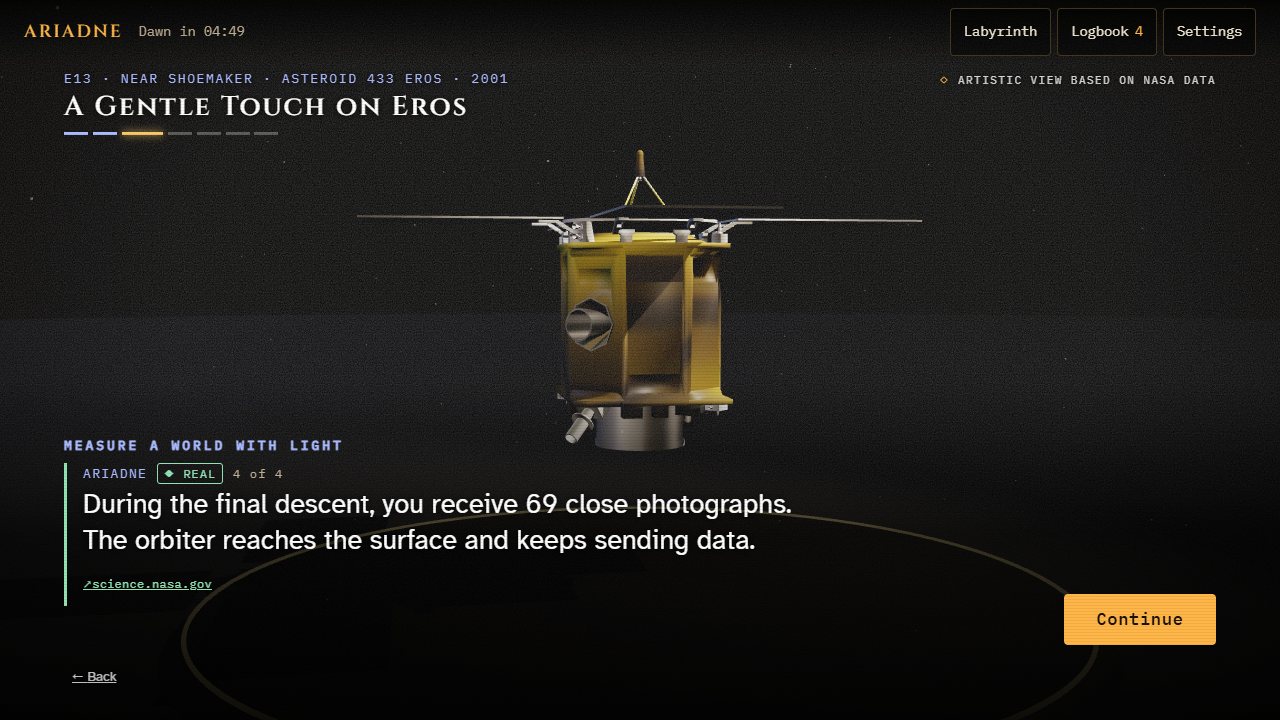 ARIADNE Dawn in 04:49 Labyrinth Logbook 4 Settings
E13 · NEAR SHOEMAKER · ASTEROID 433 EROS · 2001
◇ ARTISTIC VIEW BASED ON NASA DATA
A Gentle Touch on Eros
MEASURE A WORLD WITH LIGHT
ARIADNE ◆ REAL 4 of 4
During the final descent, you receive 69 close photographs.
The orbiter reaches the surface and keeps sending data.
↗science.nasa.gov
Continue
← Back